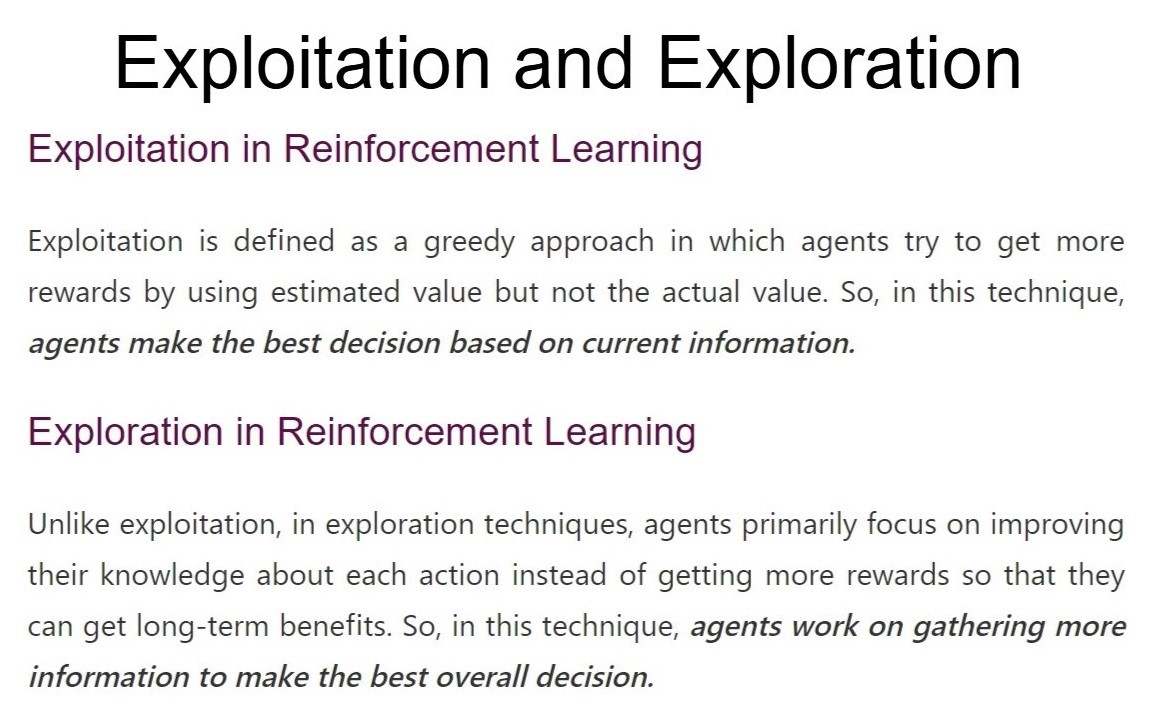 Exploitation and Exploration
Exploitation in Reinforcement Learning
Exploitation is defined as a greedy approach in which agents try to get more
rewards by using estimated value but not the actual value. So, in this technique,
agents make the best decision based on current information.
Exploration in Reinforcement Learning
Unlike exploitation, in exploration techniques, agents primarily focus on improving
their knowledge about each action instead of getting more rewards so that they
can get long-term benefits. So, in this technique, agents work on gathering more
information to make the best overall decision.